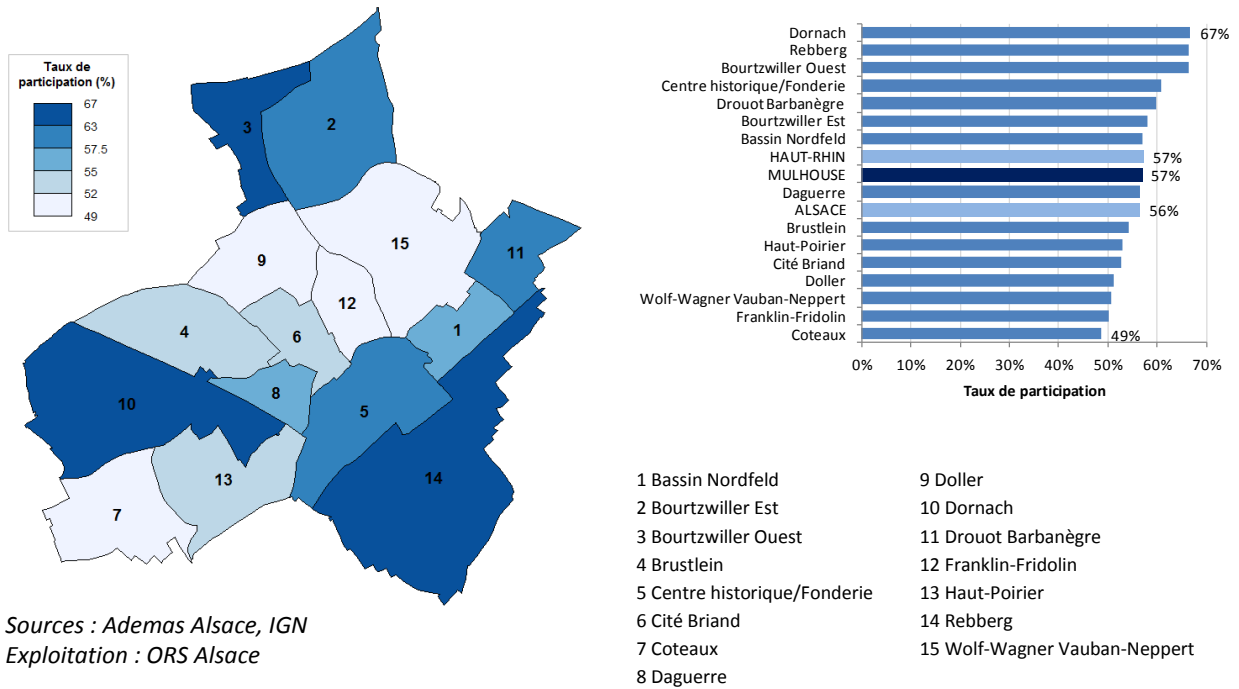 Taux de
participation (%)
67
63
57.5
55
52
49
3
2
15
11
9
12
1
4
6
8
10
5
13
14
7
Sources : Ademas Alsace, IGN
Exploitation : ORS Alsace
Dornach 67%
Rebberg
Bourtzwiller Ouest
Centre historique/Fonderie
Drouot Barbanègre
Bourtzwiller Est
Bassin Nordfeld
HAUT-RHIN 57%
MULHOUSE 57%
Daguerre
ALSACE 56%
Brustlein
Haut-Poirier
Cité Briand
Doller
Wolf-Wagner Vauban-Neppert
Franklin-Fridolin
Coteaux 49%
0% 10% 20% 30% 40% 50% 60% 70%
Taux de participation
1 Bassin Nordfeld
2 Bourtzwiller Est
3 Bourtzwiller Ouest
4 Brustlein
5 Centre historique/Fonderie
6 Cité Briand
7 Coteaux
8 Daguerre
9 Doller
10 Dornach
11 Drouot Barbanègre
12 Franklin-Fridolin
13 Haut-Poirier
14 Rebberg
15 Wolf-Wagner Vauban-Neppert